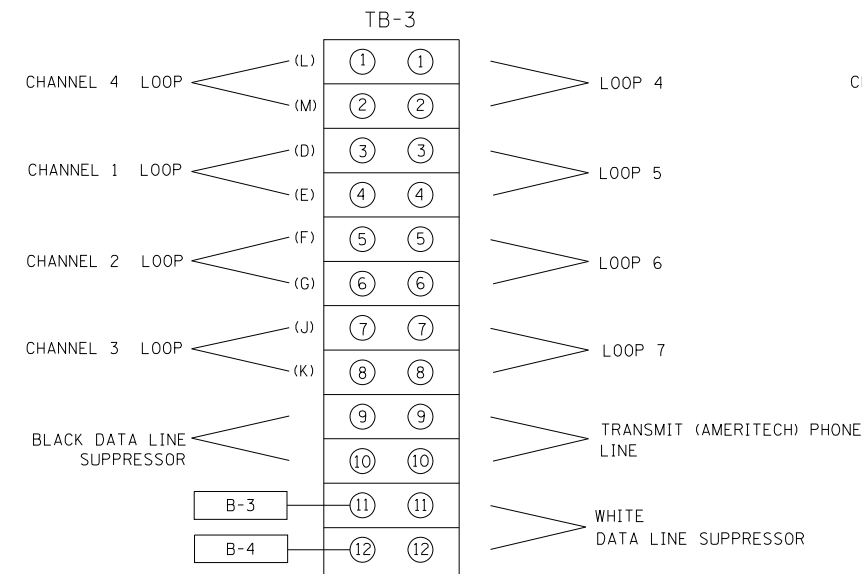 TB-3
CHANNEL 4 LOOP (L) 1 1 LOOP 4
(M) 2 2
CHANNEL 1 LOOP (D) 3 3 LOOP 5
(E) 4 4
CHANNEL 2 LOOP (F) 5 5 LOOP 6
(G) 6 6
CHANNEL 3 LOOP (J) 7 7 LOOP 7
(K) 8 8
9 9
BLACK DATA LINE
SUPPRESSOR
TRANSMIT (AMERITECH) PHONE
LINE
10 10
B-3 11 11
WHITE
DATA LINE SUPPRESSOR
B-4 12 12